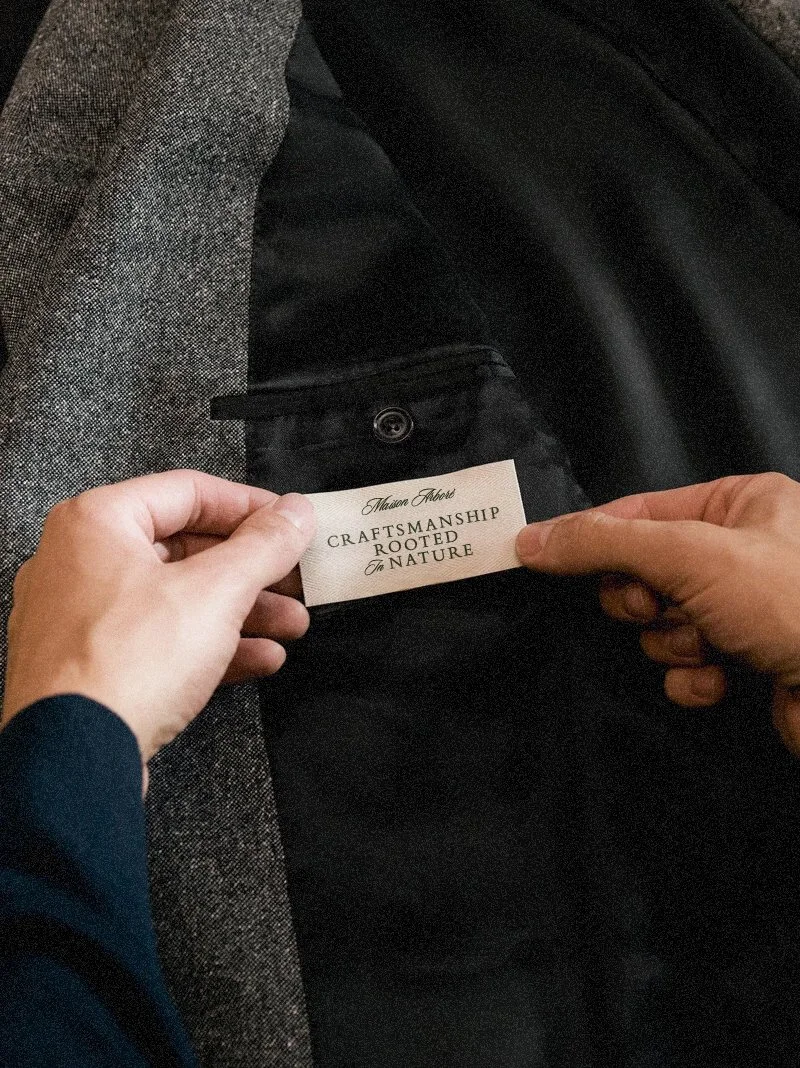 Maison Arboré
CRAFTSMANSHIP
ROOTED
In NATURE